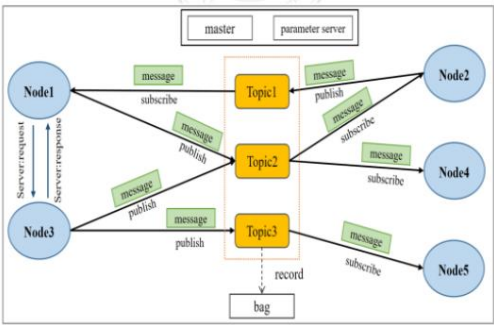 master
parameter server
Node1
message
subscribe
Topic1
message
publish
Node2
message
publish
message
subscribe
Topic2
message
subscribe
Node4
Server:request
Server:response
message
publish
Node3
message
publish
Topic3
message
subscribe
Node5
record
bag